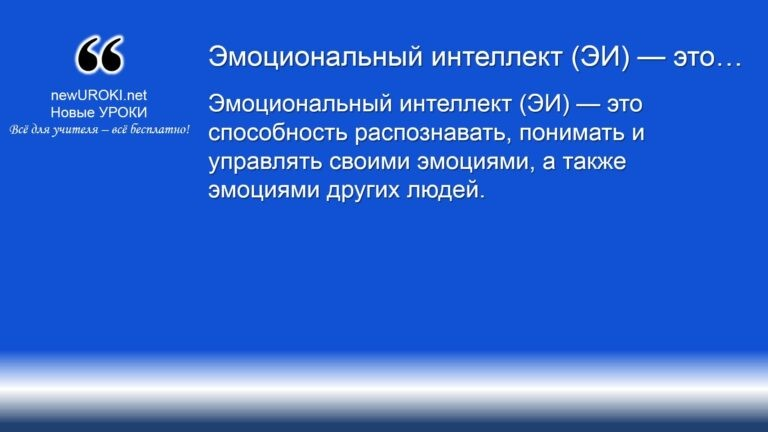 ❝
newUROKI.net
Новые УРОКИ
Всё для учителя – всё бесплатно!
Эмоциональный интеллект (ЭИ) — это…
Эмоциональный интеллект (ЭИ) — это
способность распознавать, понимать и
управлять своими эмоциями, а также
эмоциями других людей.